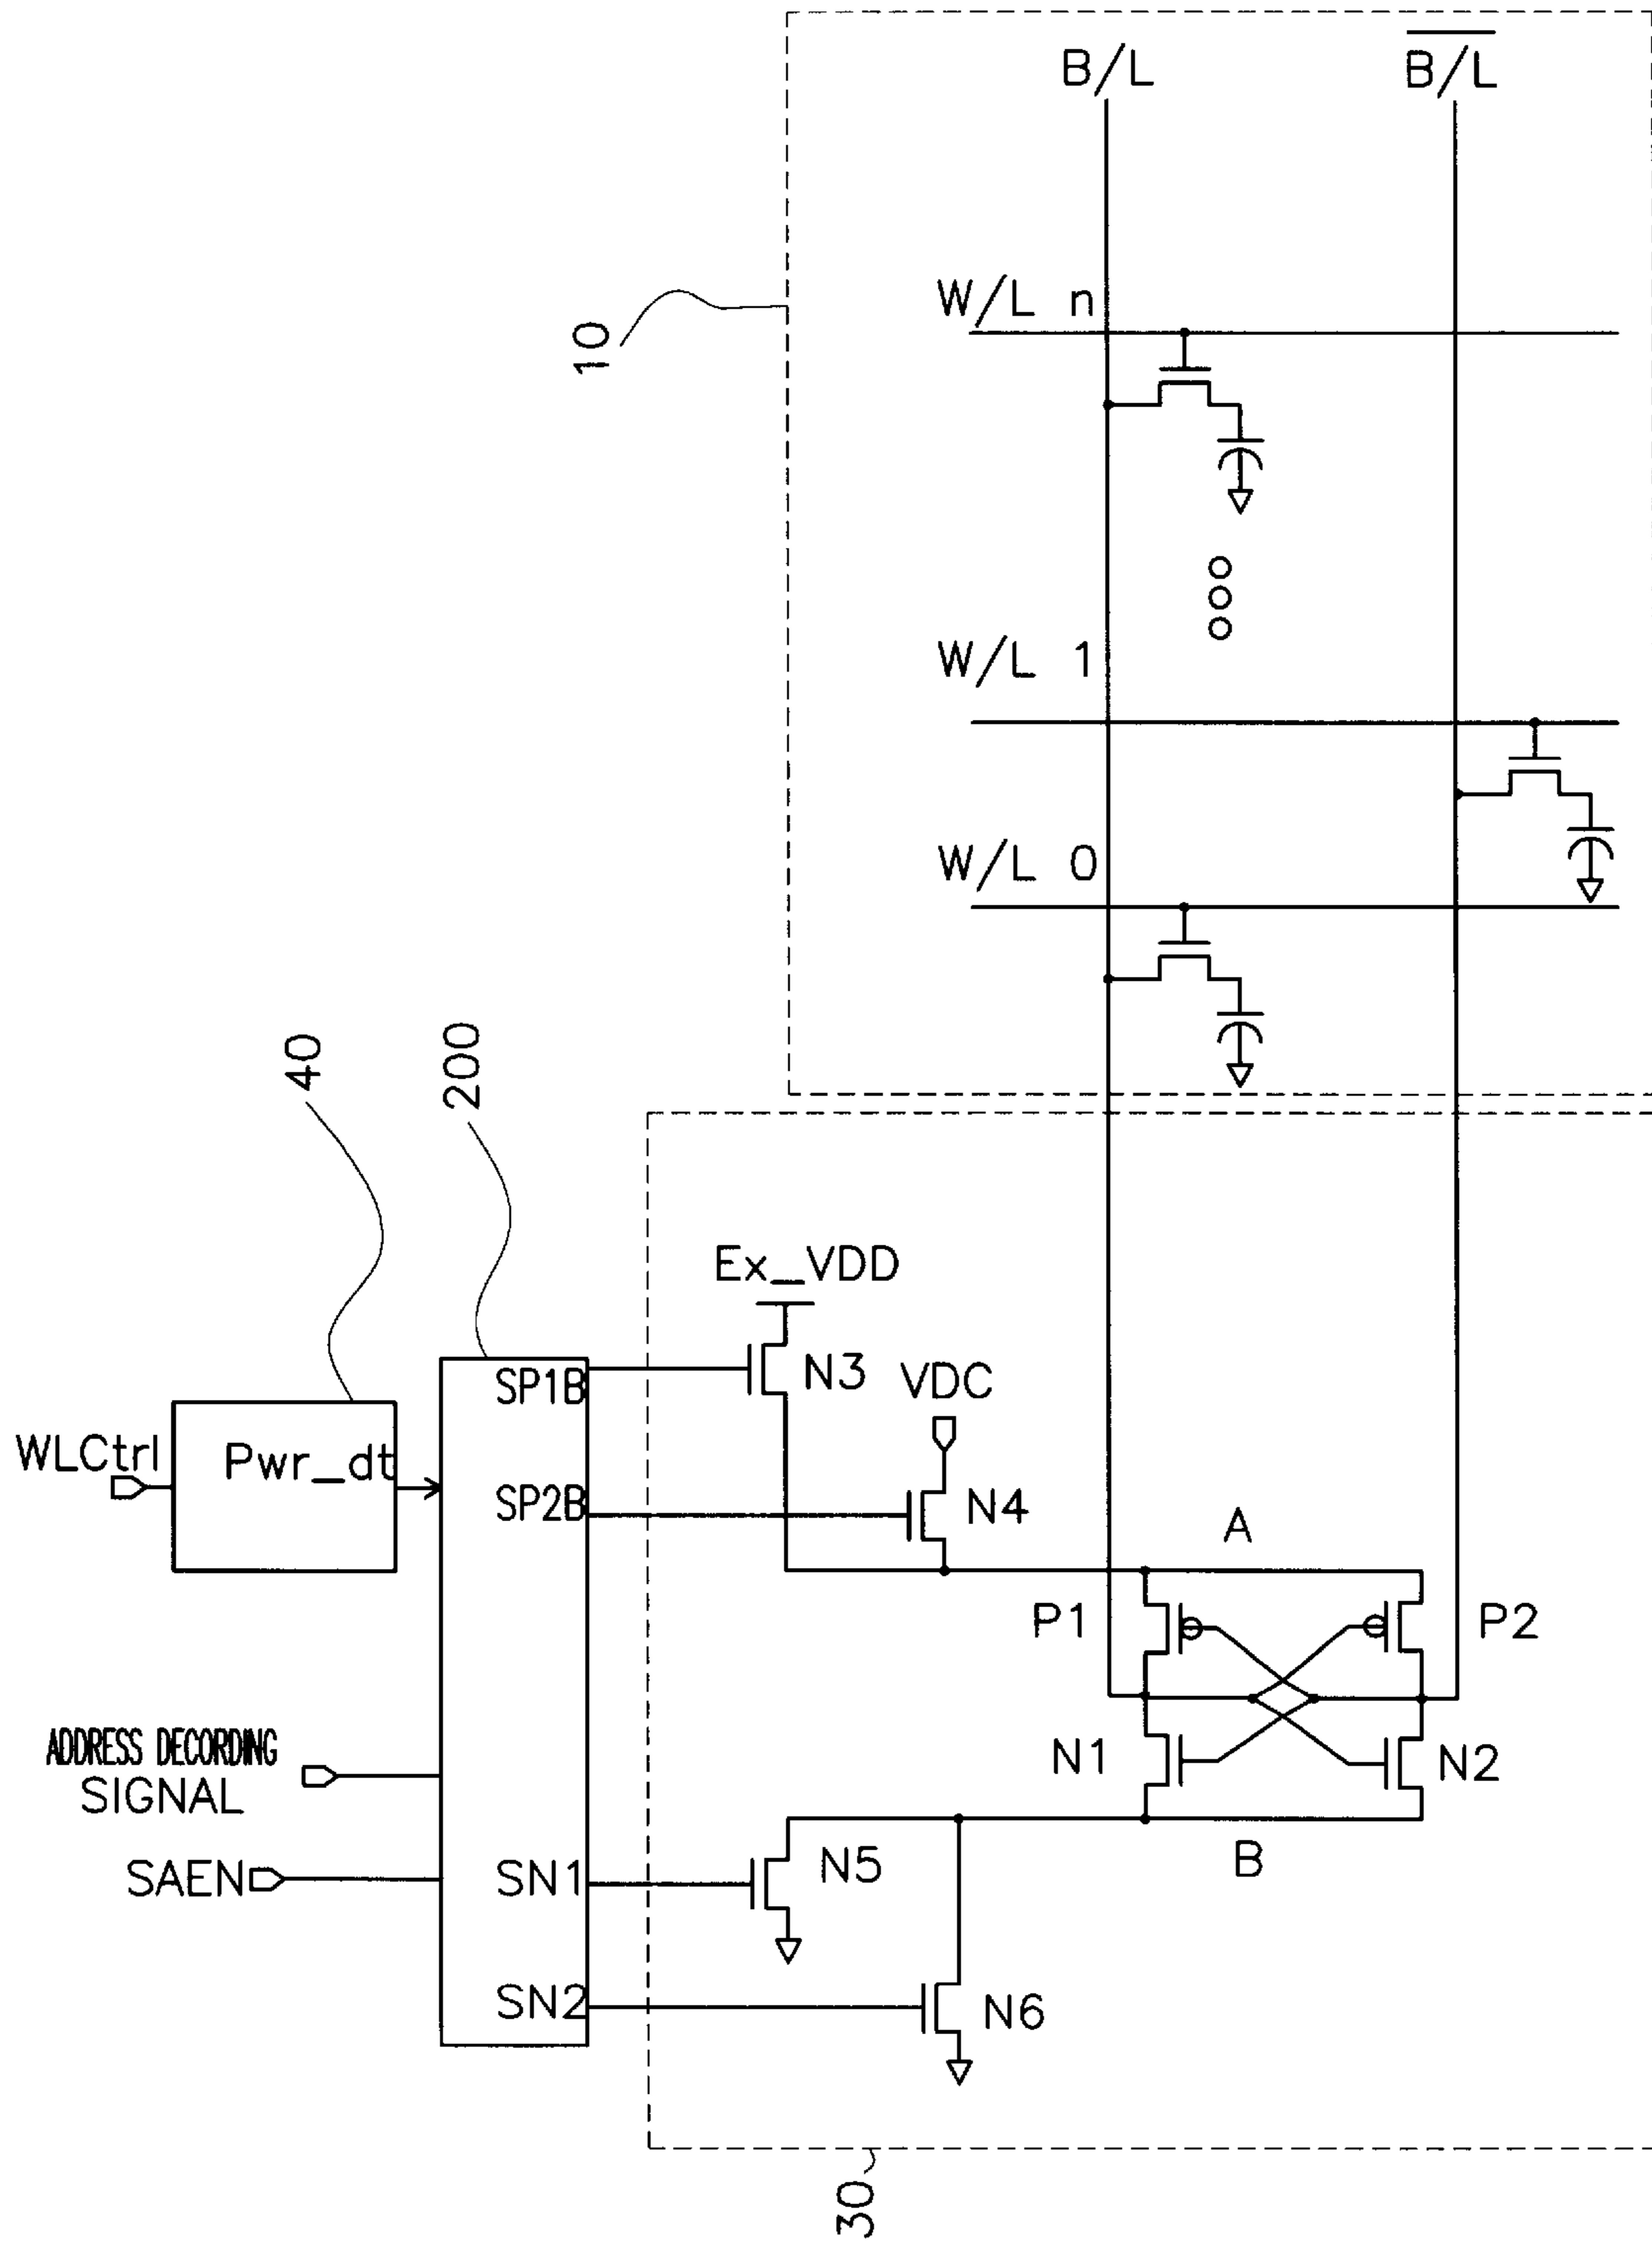 B/L
B/L
W/L n
10
W/L 1
W/L 0
40
200
Ex_VDD
WLCtrl
Pwr_dt
SP1B
N3
VDC
SP2B
N4
A
P1
P2
ADDRESS DECORDING
SIGNAL
N1
N2
SAEN
SN1
N5
B
SN2
N6
30